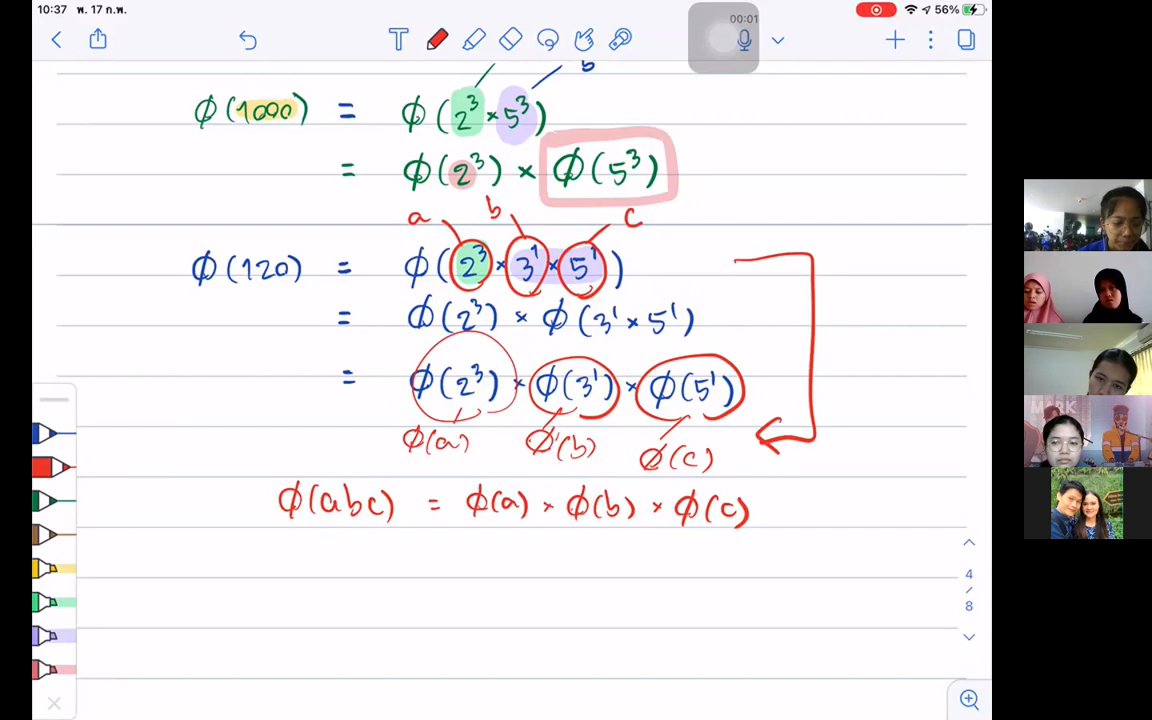 10:37 พ. 17 ก.พ.
56%
00:01
b
ϕ(1000) = ϕ(2³ × 5³)
= ϕ(2³) × ϕ(5³)
a b c
ϕ(120) = ϕ(2³ × 3¹ × 5¹)
= ϕ(2³) × ϕ(3¹ × 5¹)
= ϕ(2³) × ϕ(3¹) × ϕ(5¹)
ϕ(a) ϕ(b) ϕ(c)
ϕ(abc) = ϕ(a) × ϕ(b) × ϕ(c)
4
/
8